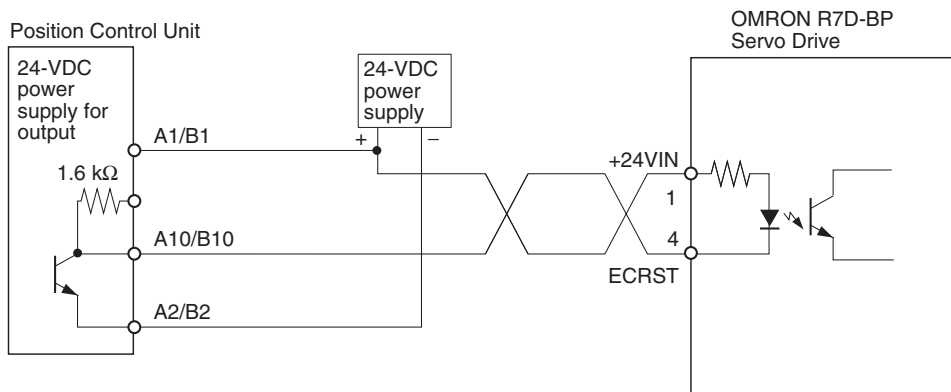 Position Control Unit
24-VDC
power
supply for
output
A1/B1
1.6 kΩ
A10/B10
A2/B2
24-VDC
power
supply
+
−
OMRON R7D-BP
Servo Drive
+24VIN
1
4
ECRST